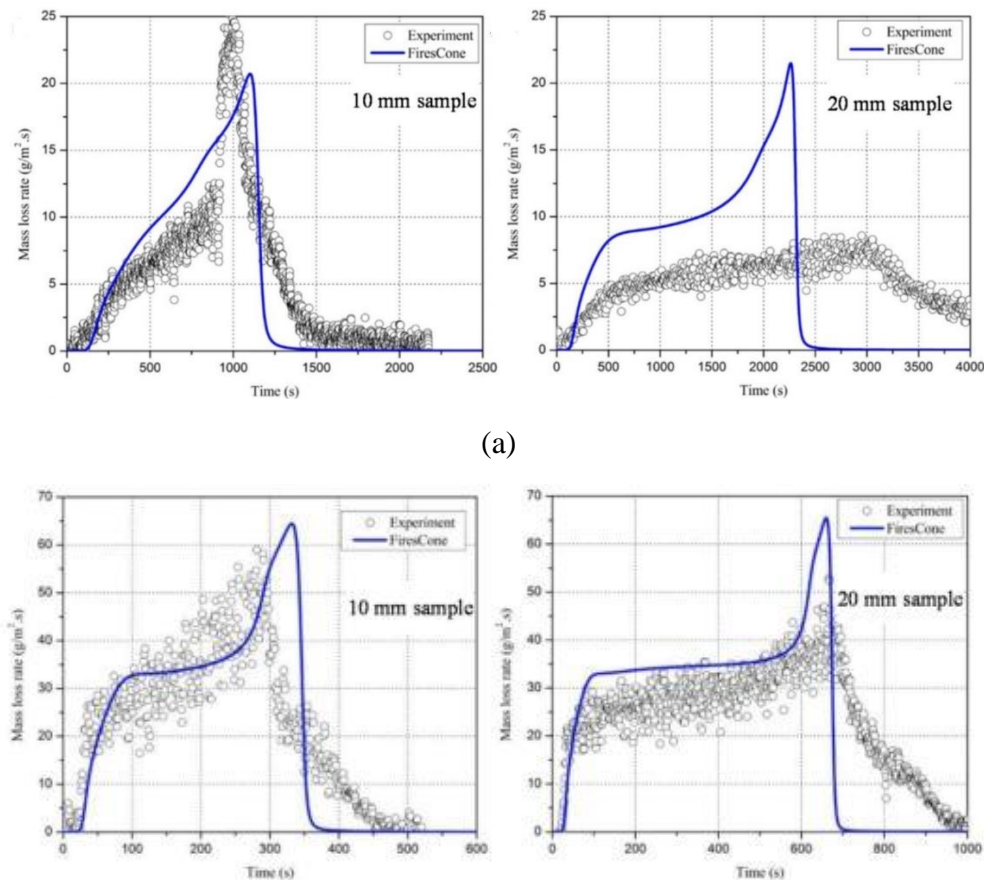 25
20
15
10
5
0
Mass loss rate (g/m².s)
Experiment
FiresCone
10 mm sample
0 500 1000 1500 2000 2500
Time (s)
25
20
15
10
5
0
Mass loss rate (g/m².s)
Experiment
FiresCone
20 mm sample
0 500 1000 1500 2000 2500 3000 3500 4000
Time (s)
(a)
70
60
50
40
30
20
10
0
Mass loss rate (g/m².s)
Experiment
FiresCone
10 mm sample
0 100 200 300 400 500 600
Time (s)
70
60
50
40
30
20
10
0
Mass loss rate (g/m².s)
Experiment
FiresCone
20 mm sample
0 200 400 600 800 1000
Time (s)